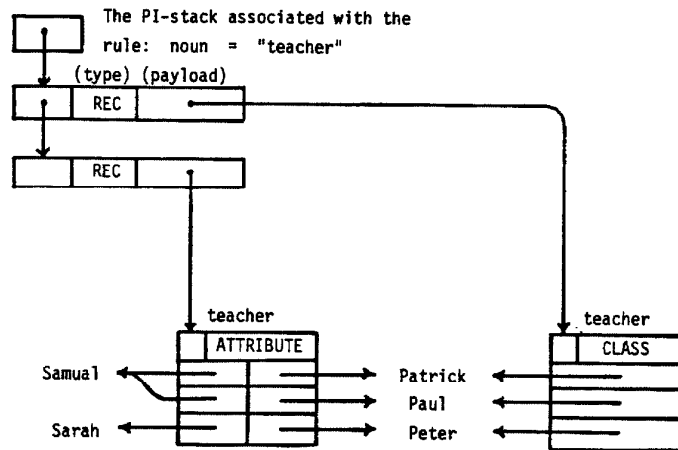 The PI-stack associated with the
rule: noun = "teacher"
(type) (payload)
REC
REC
teacher
teacher
ATTRIBUTE
CLASS
Samual
Patrick
Paul
Sarah
Peter